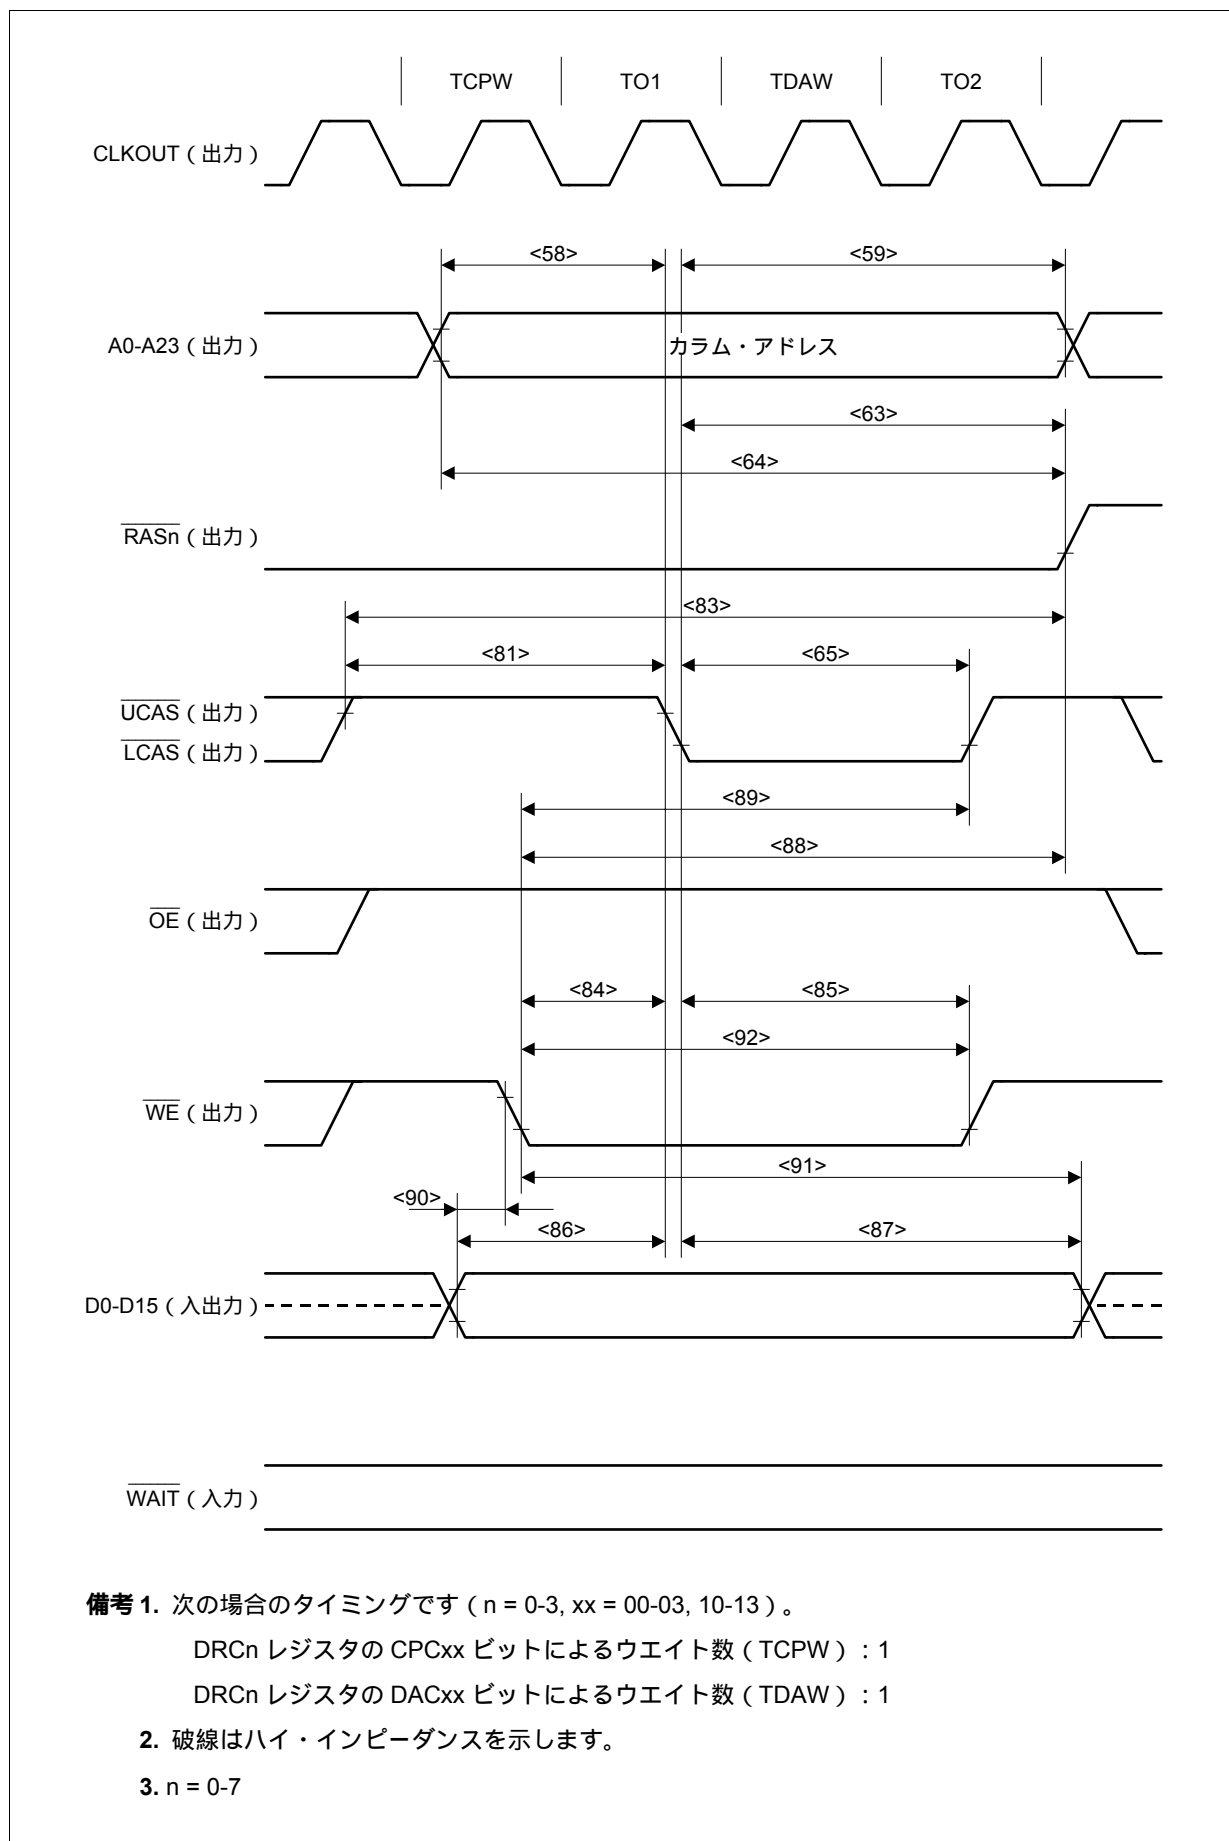 TCPW TO1 TDAW TO2
CLKOUT（出力）
<58> <59>
A0-A23（出力） カラム・アドレス
<63>
<64>
RASn（出力）
<83>
<81> <65>
UCAS（出力）
LCAS（出力）
<89>
<88>
OE（出力）
<84> <85>
<92>
WE（出力）
<91>
<90>
<86> <87>
D0-D15（入出力）
WAIT（入力）
備考 1. 次の場合のタイミングです（n = 0-3, xx = 00-03, 10-13）。
DRCn レジスタの CPCxx ビットによるウエイト数（TCPW）：1
DRCn レジスタの DACxx ビットによるウエイト数（TDAW）：1
2. 破線はハイ・インピーダンスを示します。
3. n = 0-7